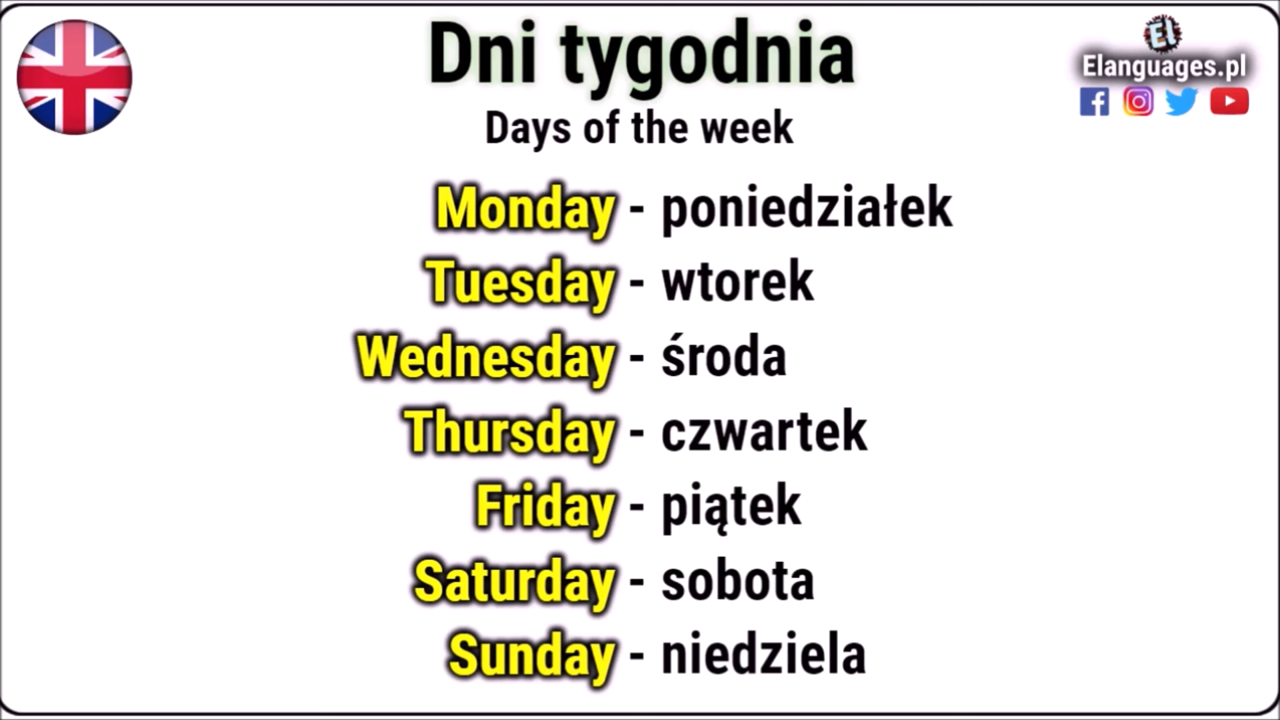 Dni tygodnia
Days of the week
El
Elanguages.pl
Monday - poniedziałek
Tuesday - wtorek
Wednesday - środa
Thursday - czwartek
Friday - piątek
Saturday - sobota
Sunday - niedziela